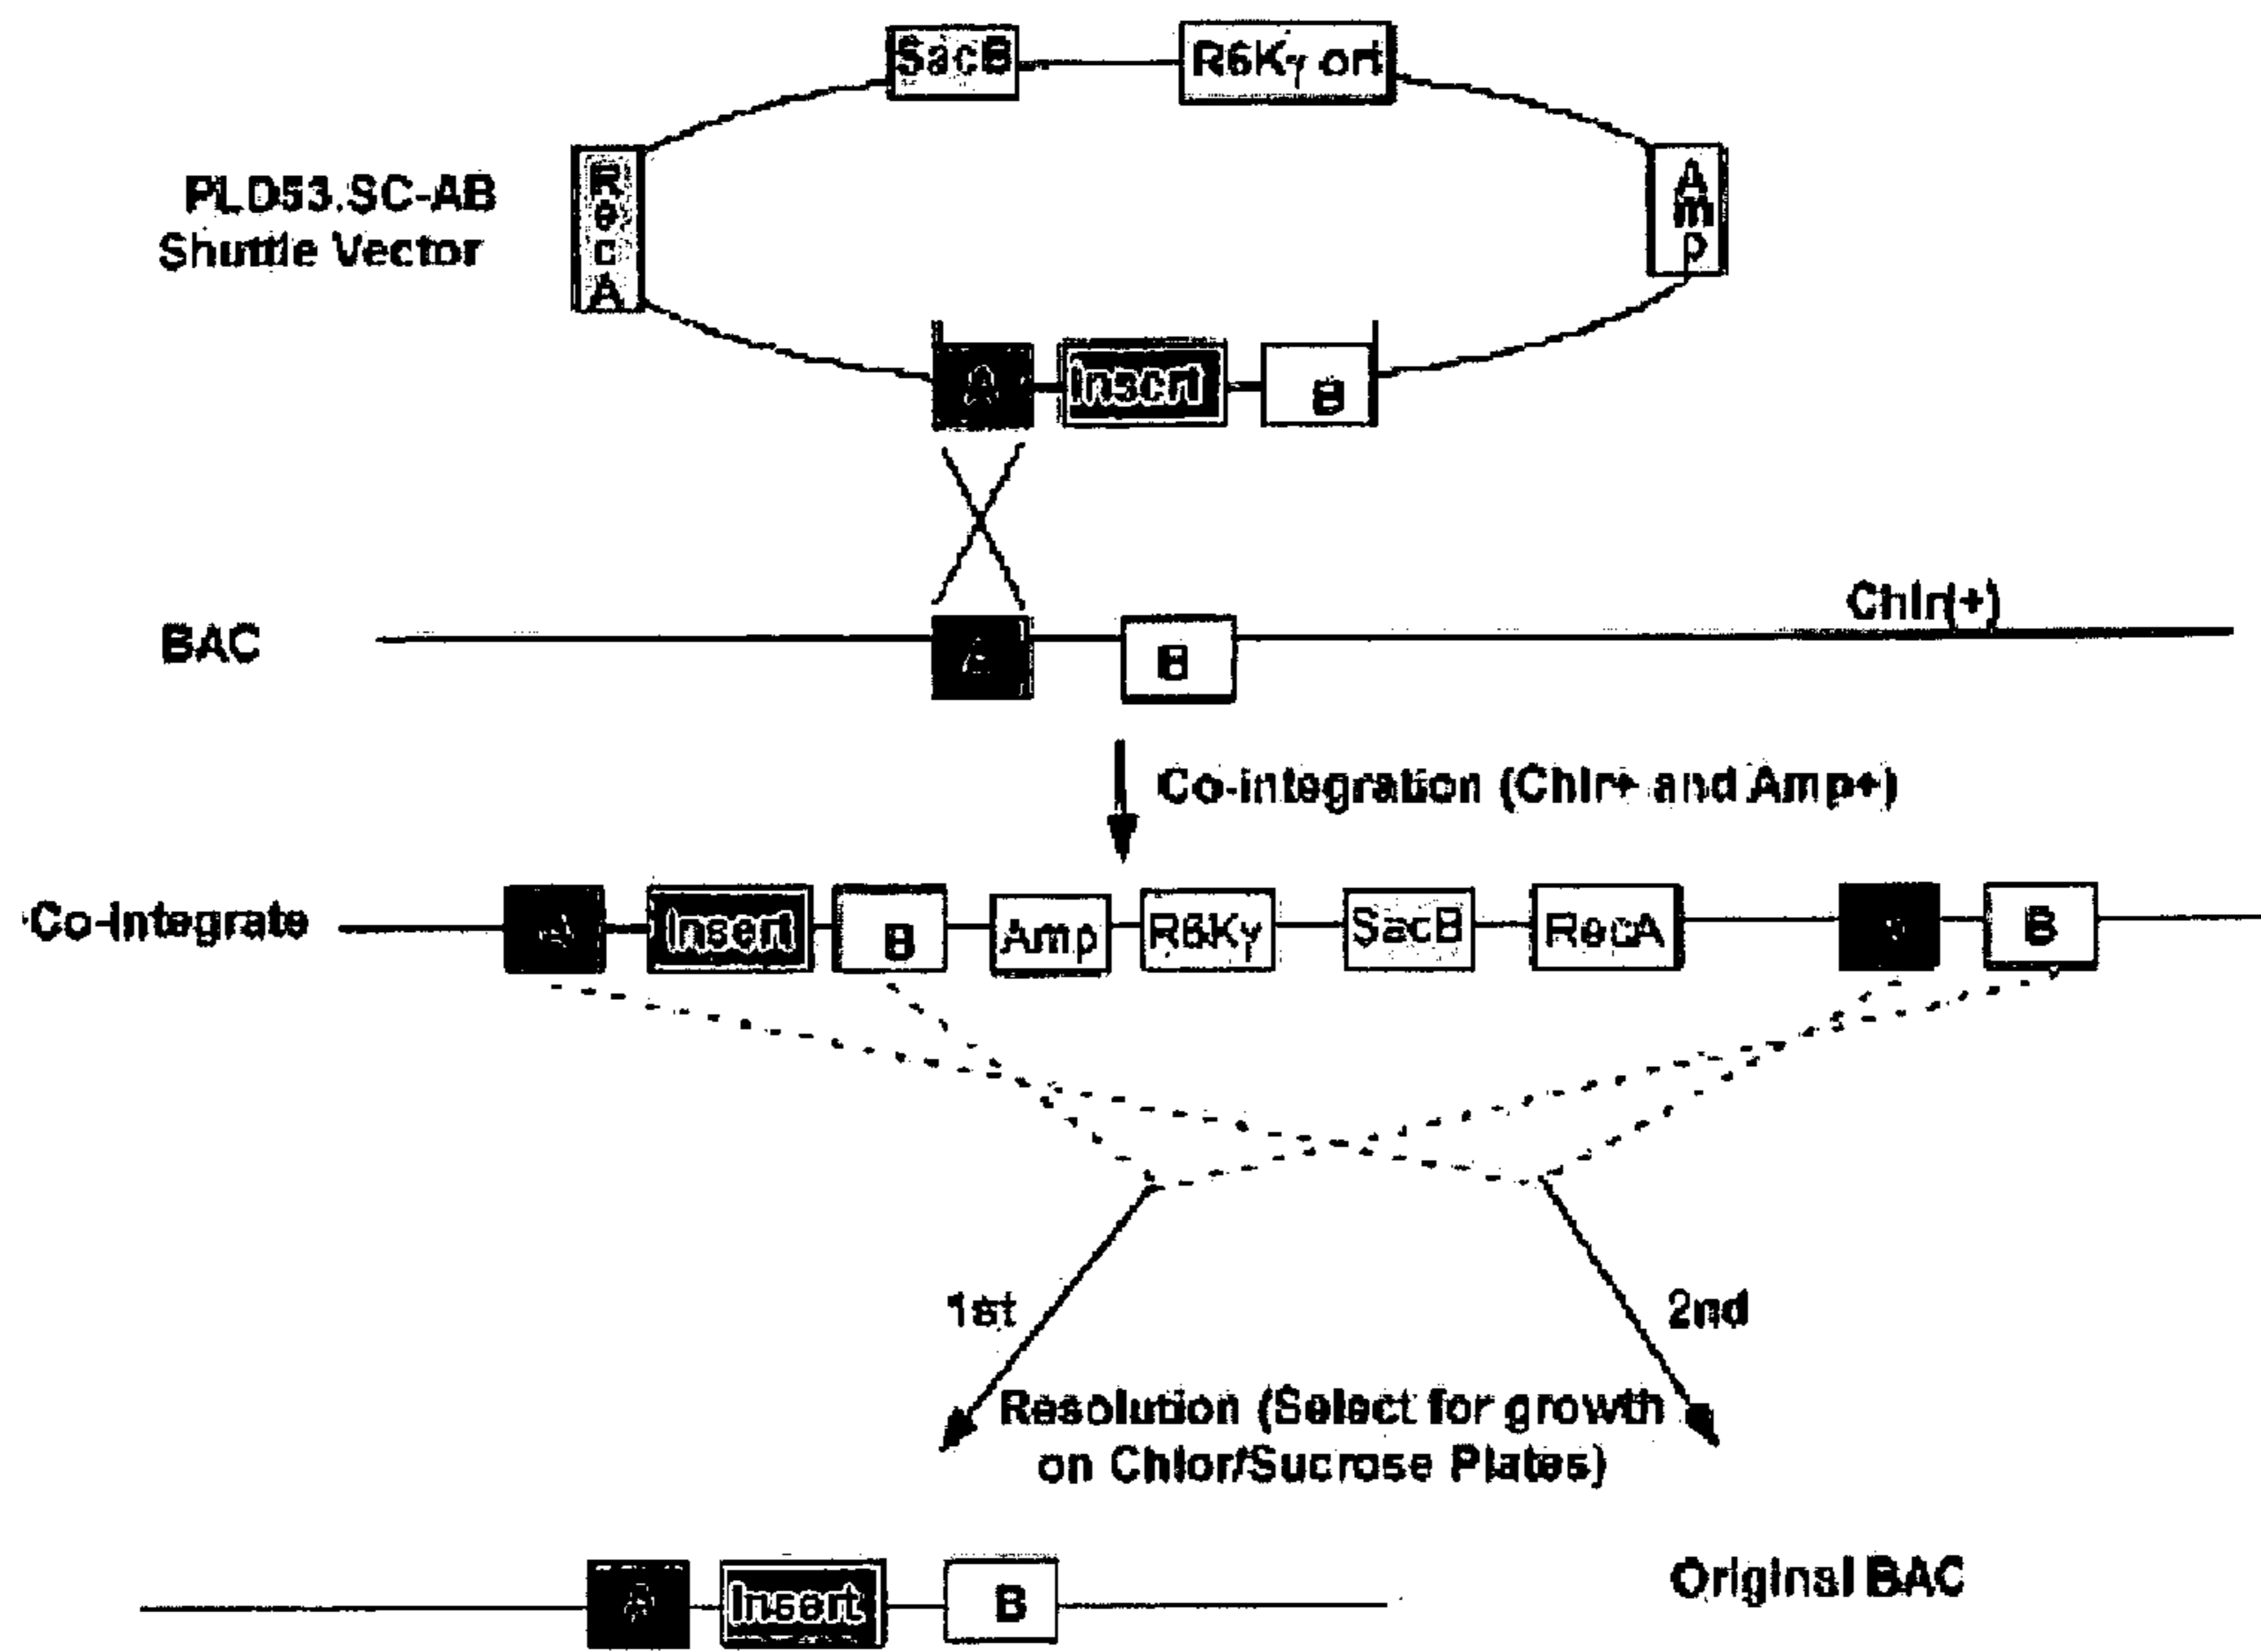 SacB
R6Kγ ori
RecA
Amp
PLD53.SC-AB
Shuttle Vector
A
Insert
B
Chlr(+)
BAC
A
B
Co-integration (Chlr+ and Amp+)
Co-Integrate
A
Insert
B
Amp
R6Kγ
SacB
RecA
B
1st
2nd
Resolution (Select for growth
on Chlor/Sucrose Plates)
Original BAC
A
Insert
B